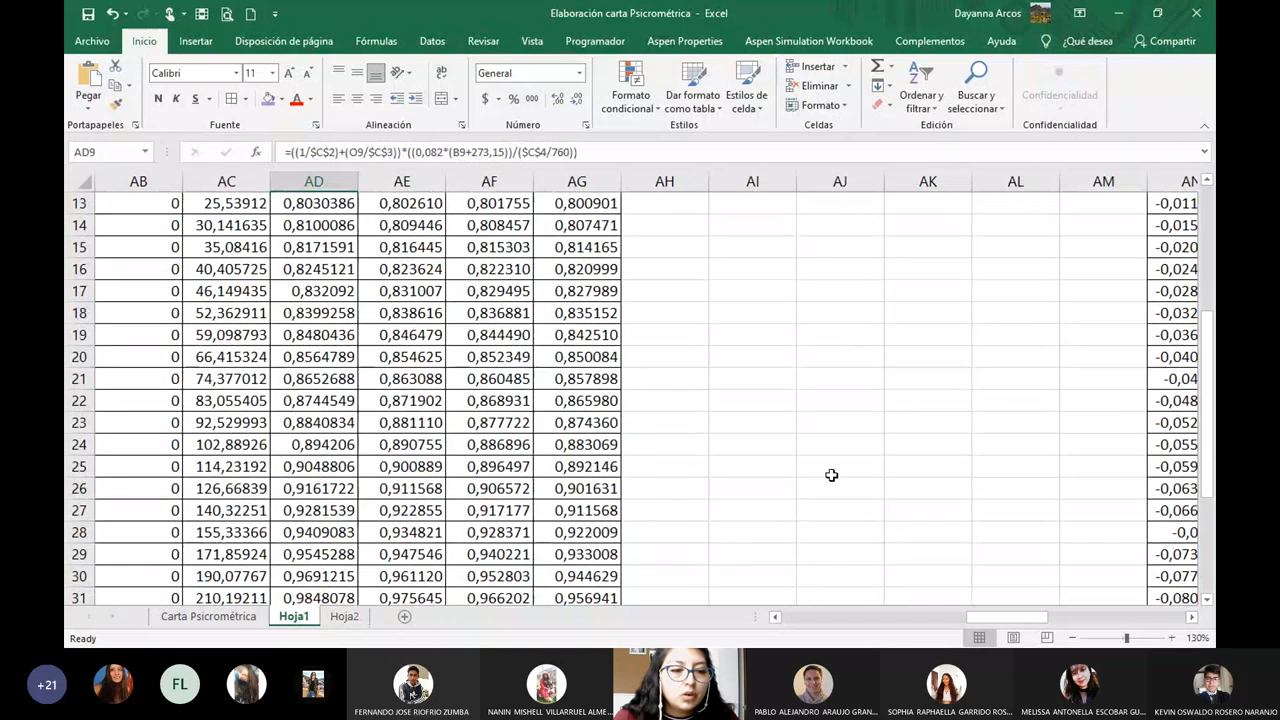 Elaboración carta Psicrométrica - Excel
Dayanna Arcos
Archivo Inicio Insertar Disposición de página Fórmulas Datos Revisar Vista Programador Aspen Properties Aspen Simulation Workbook Complementos Ayuda ¿Qué desea Compartir
Pegar
Calibri 11
N K S
General
$ % 000
Formato condicional
Dar formato como tabla
Estilos de celda
Insertar
Eliminar
Formato
Ordenar y filtrar
Buscar y seleccionar
Confidencialidad
Portapapeles Fuente Alineación Número Estilos Celdas Edición Confidencialidad
AD9 fx =((1/$C$2)+(O9/$C$3))*((0,082*(B9+273,15))/($C$4/760))
AB AC AD AE AF AG AH AI AJ AK AL AM AN
13 0 25,53912 0,8030386 0,802610 0,801755 0,800901 -0,011
14 0 30,141635 0,8100086 0,809446 0,808457 0,807471 -0,015
15 0 35,08416 0,8171591 0,816445 0,815303 0,814165 -0,020
16 0 40,405725 0,8245121 0,823624 0,822310 0,820999 -0,024
17 0 46,149435 0,832092 0,831007 0,829495 0,827989 -0,028
18 0 52,362911 0,8399258 0,838616 0,836881 0,835152 -0,032
19 0 59,098793 0,8480436 0,846479 0,844490 0,842510 -0,036
20 0 66,415324 0,8564789 0,854625 0,852349 0,850084 -0,040
21 0 74,377012 0,8652688 0,863088 0,860485 0,857898 -0,04
22 0 83,055405 0,8744549 0,871902 0,868931 0,865980 -0,048
23 0 92,529993 0,8840834 0,881110 0,877722 0,874360 -0,052
24 0 102,88926 0,894206 0,890755 0,886896 0,883069 -0,055
25 0 114,23192 0,9048806 0,900889 0,896497 0,892146 -0,059
26 0 126,66839 0,9161722 0,911568 0,906572 0,901631 -0,063
27 0 140,32251 0,9281539 0,922855 0,917177 0,911568 -0,066
28 0 155,33366 0,9409083 0,934821 0,928371 0,922009 -0,0
29 0 171,85924 0,9545288 0,947546 0,940221 0,933008 -0,073
30 0 190,07767 0,9691215 0,961120 0,952803 0,944629 -0,077
31 0 210,19211 0,9848078 0,975645 0,966202 0,956941 -0,080
Carta Psicrométrica Hoja1 Hoja2
Ready 130%
+21
FL
FERNANDO JOSE RIOFRIO ZUMBA
NANIN MISHELL VILLARRUEL ALME...
PABLO ALEJANDRO ARAUJO GRAN...
SOPHIA RAPHAELLA GARRIDO ROS...
MELISSA ANTONELLA ESCOBAR GU...
KEVIN OSWALDO ROSERO NARANJO